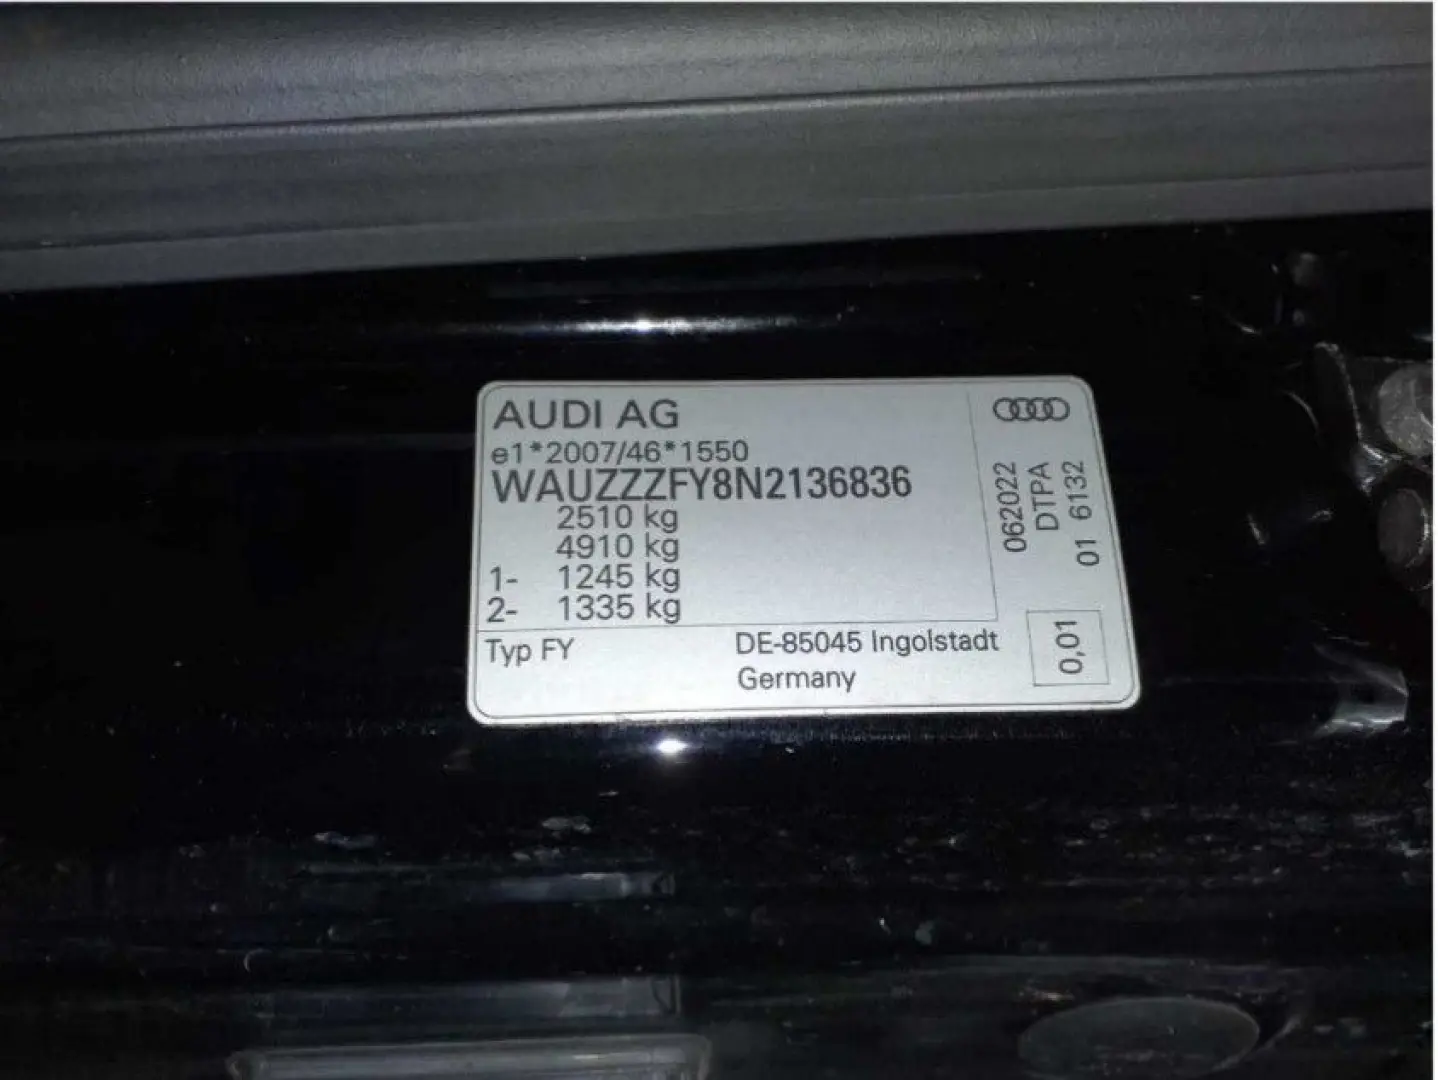 AUDI AG
e1*2007/46*1550
WAUZZZFY8N2136836
2510 kg
4910 kg
1- 1245 kg
2- 1335 kg
Typ FY
DE-85045 Ingolstadt
Germany
062022
DTPA
01 6132
0,01